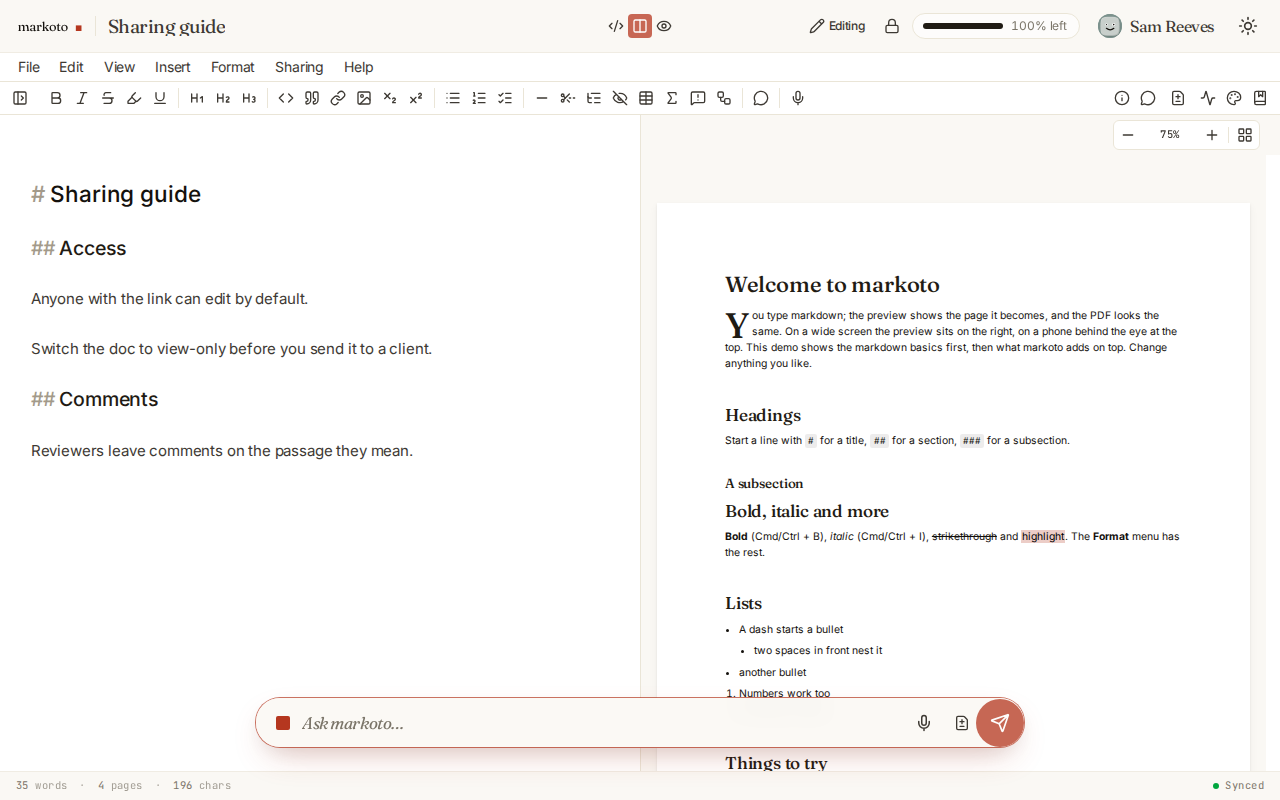 markoto
Sharing guide
Editing
100% left
Sam Reeves
File Edit View Insert Format Sharing Help
B I S U H1 H2 H3 X2 X2
75%
# Sharing guide
## Access
Anyone with the link can edit by default.
Switch the doc to view-only before you send it to a client.
## Comments
Reviewers leave comments on the passage they mean.
Welcome to markoto
You type markdown; the preview shows the page it becomes, and the PDF looks the
same. On a wide screen the preview sits on the right, on a phone behind the eye at the
top. This demo shows the markdown basics first, then what markoto adds on top. Change
anything you like.
Headings
Start a line with # for a title, ## for a section, ### for a subsection.
A subsection
Bold, italic and more
Bold (Cmd/Ctrl + B), italic (Cmd/Ctrl + I), strikethrough and highlight. The Format menu has
the rest.
Lists
• A dash starts a bullet
• two spaces in front nest it
• another bullet
1. Numbers work too
Things to try
Ask markoto...
35 words · 4 pages · 196 chars
Synced